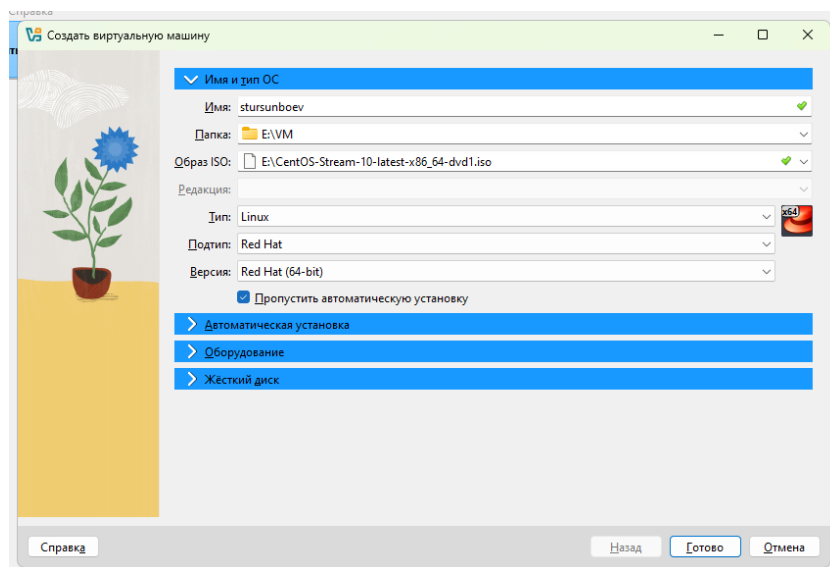 Справка
Создать виртуальную машину
Имя и тип ОС
Имя: stursunboev
Папка: E:\VM
Образ ISO: E:\CentOS-Stream-10-latest-x86_64-dvd1.iso
Редакция:
Тип: Linux
x64
Подтип: Red Hat
Версия: Red Hat (64-bit)
Пропустить автоматическую установку
Автоматическая установка
Оборудование
Жёсткий диск
Справка Назад Готово Отмена